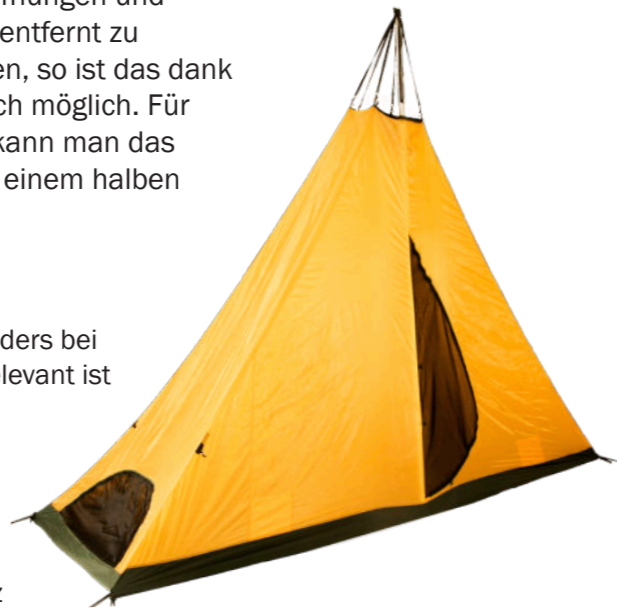 entfernt zu
en, so ist das dank
ch möglich. Für
kann man das
einem halben
ders bei
levant ist
z